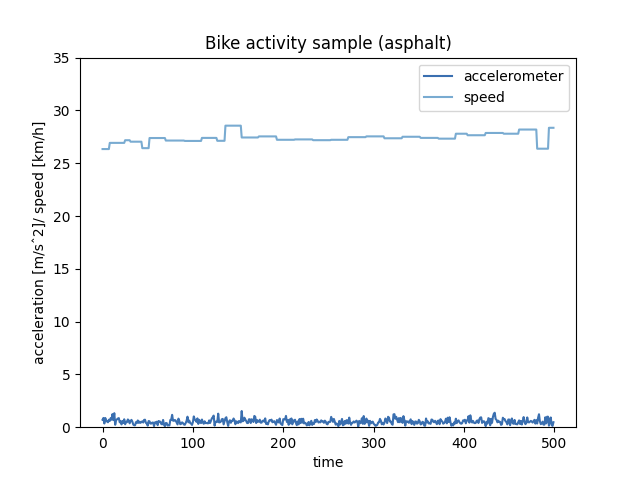 Bike activity sample (asphalt)
accelerometer
speed
acceleration [m/sˆ2]/ speed [km/h]
35
30
25
20
15
10
5
0
0 100 200 300 400 500
time